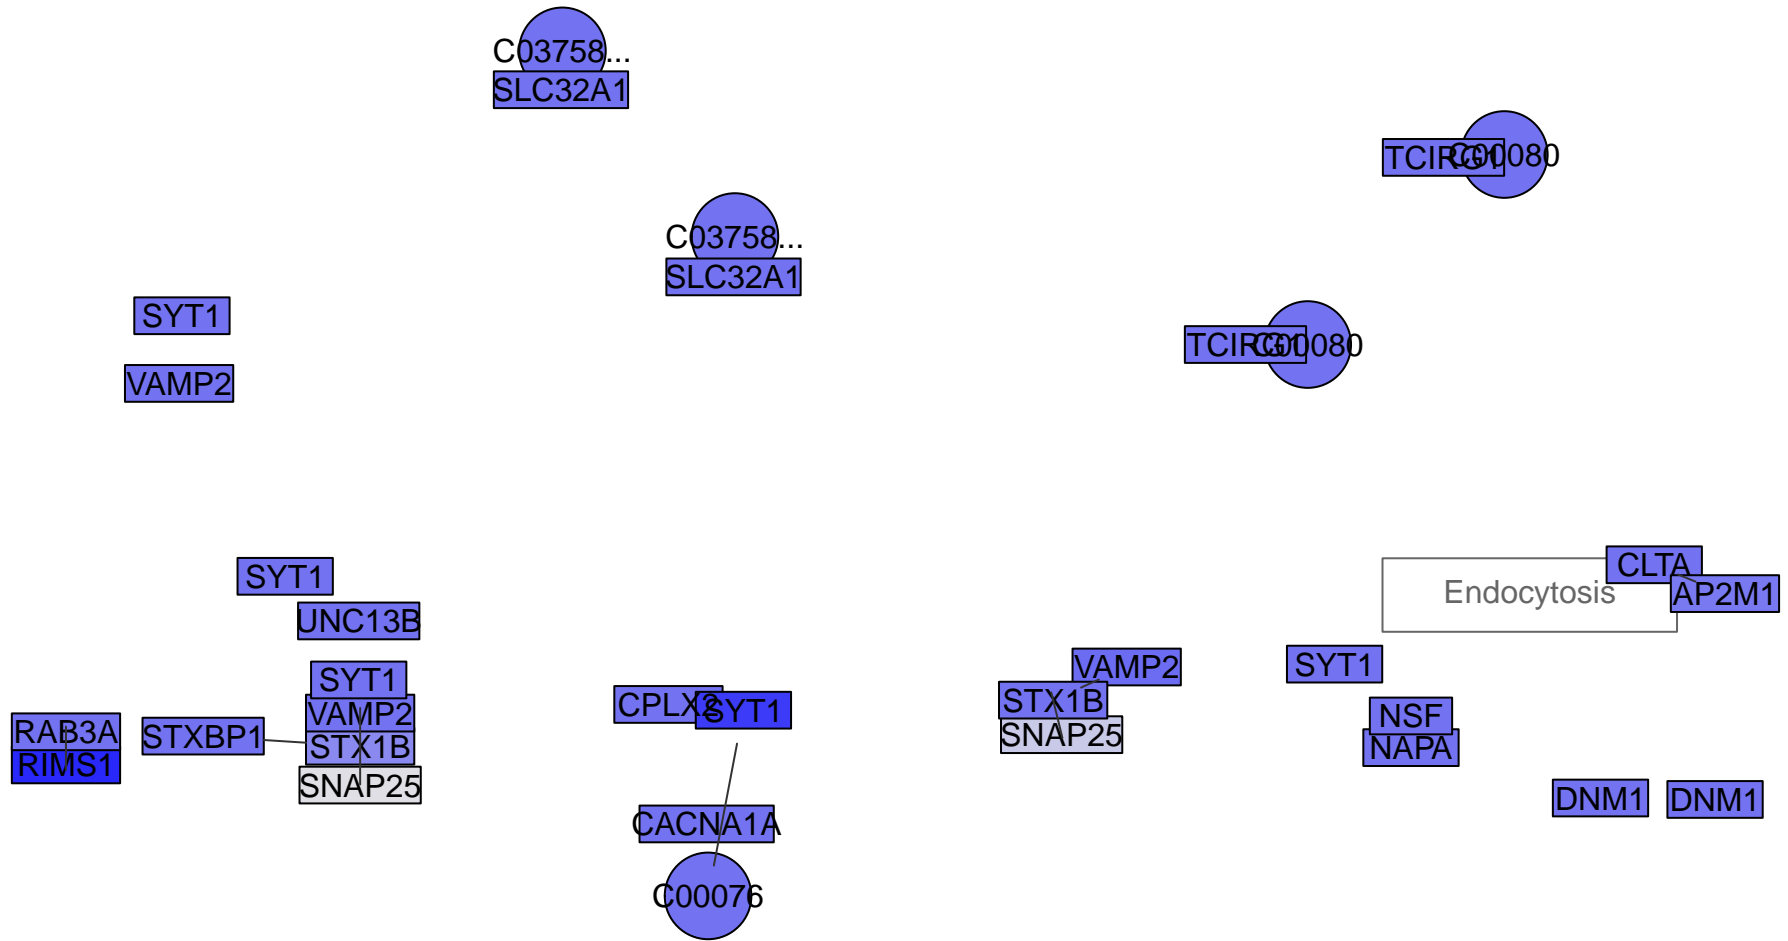 C03758...
SLC32A1
TCIRG1
C00080
C03758...
SLC32A1
SYT1
TCIRG1
C00080
VAMP2
CLTA
SYT1
Endocytosis
AP2M1
UNC13B
SYT1
VAMP2
SYT1
STX1B
CPLX2
SYT1
VAMP2
NSF
RAB3A
STXBP1
STX1B
SNAP25
NAPA
RIMS1
SNAP25
DNM1
DNM1
CACNA1A
C00076